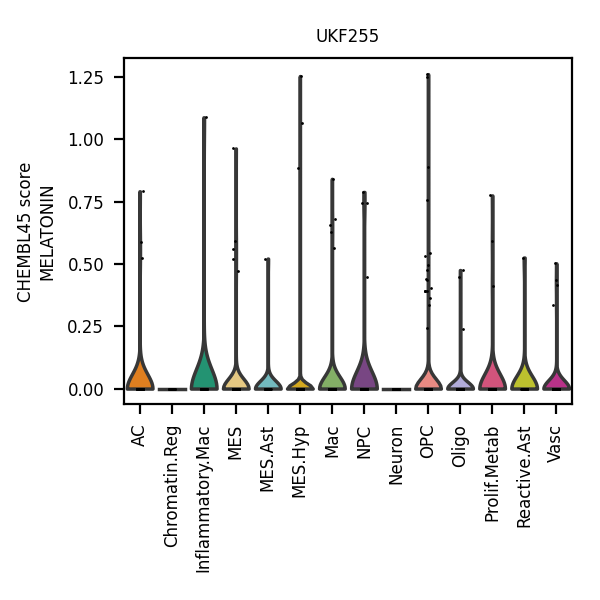 UKF255
CHEMBL45 score
MELATONIN
1.25
1.00
0.75
0.50
0.25
0.00
AC
Chromatin.Reg
Inflammatory.Mac
MES
MES.Ast
MES.Hyp
Mac
NPC
Neuron
OPC
Oligo
Prolif.Metab
Reactive.Ast
Vasc